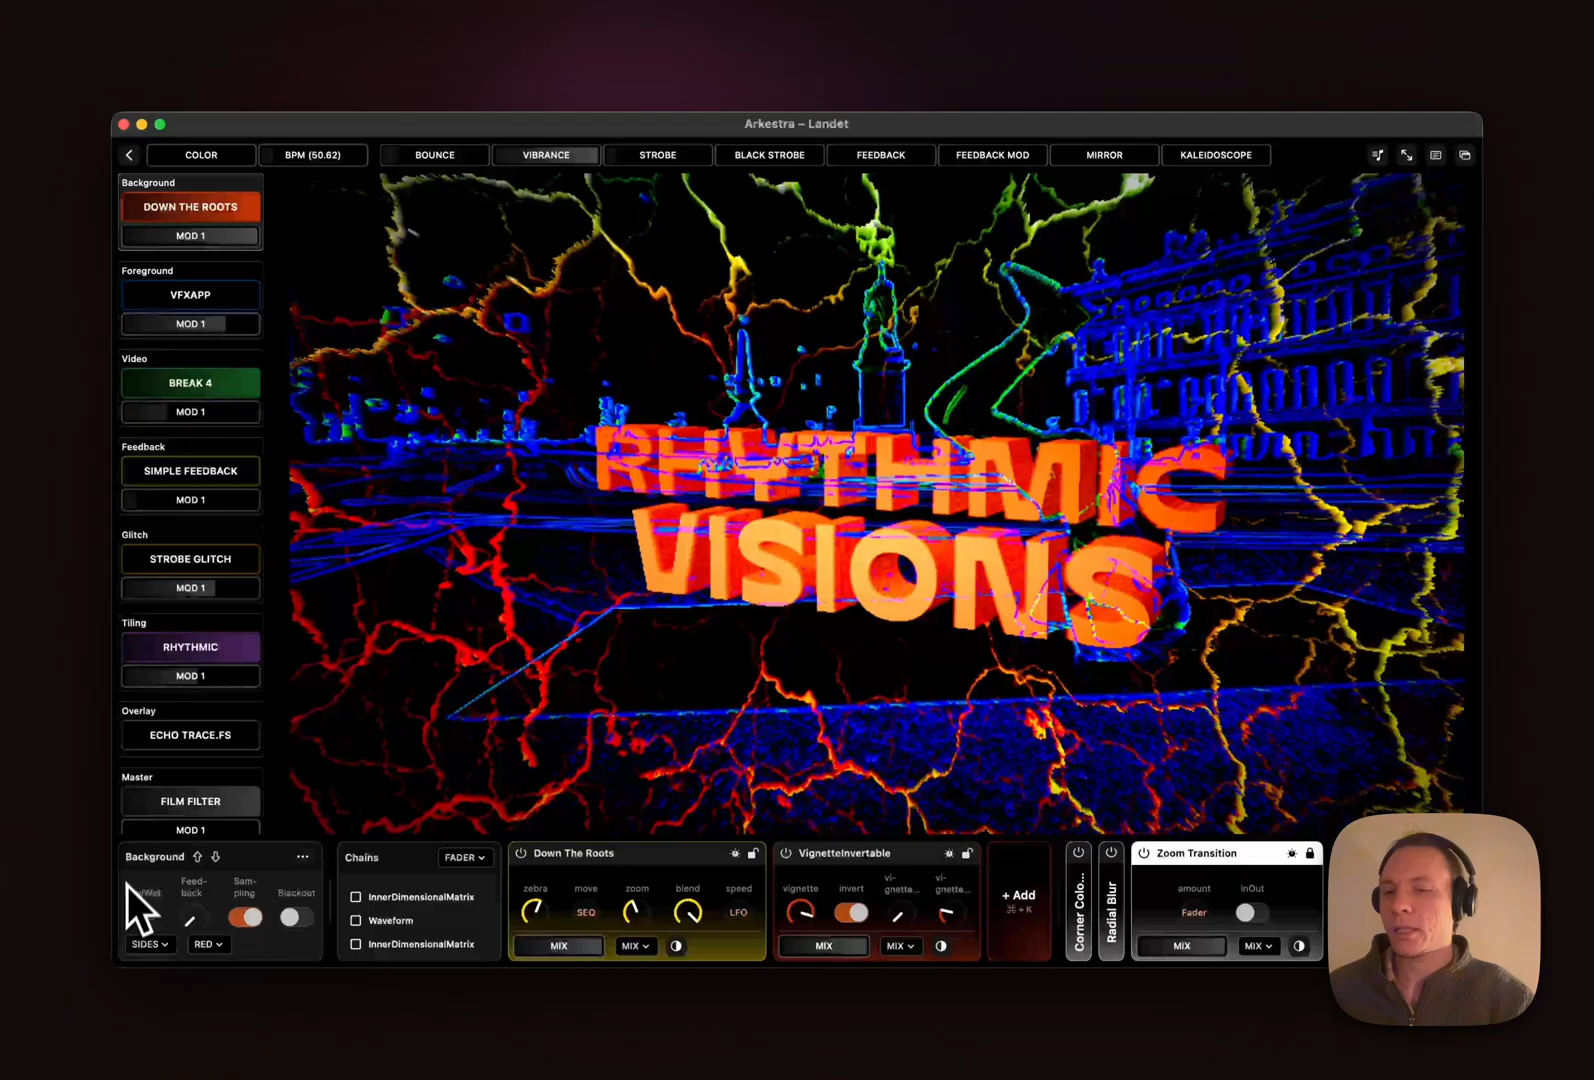 Arkestra – Landet
COLOR
BPM (50.62)
BOUNCE
VIBRANCE
STROBE
BLACK STROBE
FEEDBACK
FEEDBACK MOD
MIRROR
KALEIDOSCOPE
Background
DOWN THE ROOTS
MOD 1
Foreground
VFXAPP
MOD 1
Video
BREAK 4
MOD 1
Feedback
SIMPLE FEEDBACK
MOD 1
Glitch
STROBE GLITCH
MOD 1
Tiling
RHYTHMIC
MOD 1
Overlay
ECHO TRACE.FS
Master
FILM FILTER
MOD 1
RHYTHMIC
VISIONS
Background
Feed-
back
Sam-
pling
Blackout
SIDES
RED
Chains
FADER
InnerDimensionalMatrix
Waveform
InnerDimensionalMatrix
Down The Roots
zebra
move
zoom
blend
speed
SEQ
LFO
MIX
MIX
VignetteInvertable
vignette
invert
vi-
gnette...
vi-
gnette...
MIX
MIX
+ Add
⌘+K
Corner Colo...
Radial Blur
Zoom Transition
amount
inOut
Fader
MIX
MIX